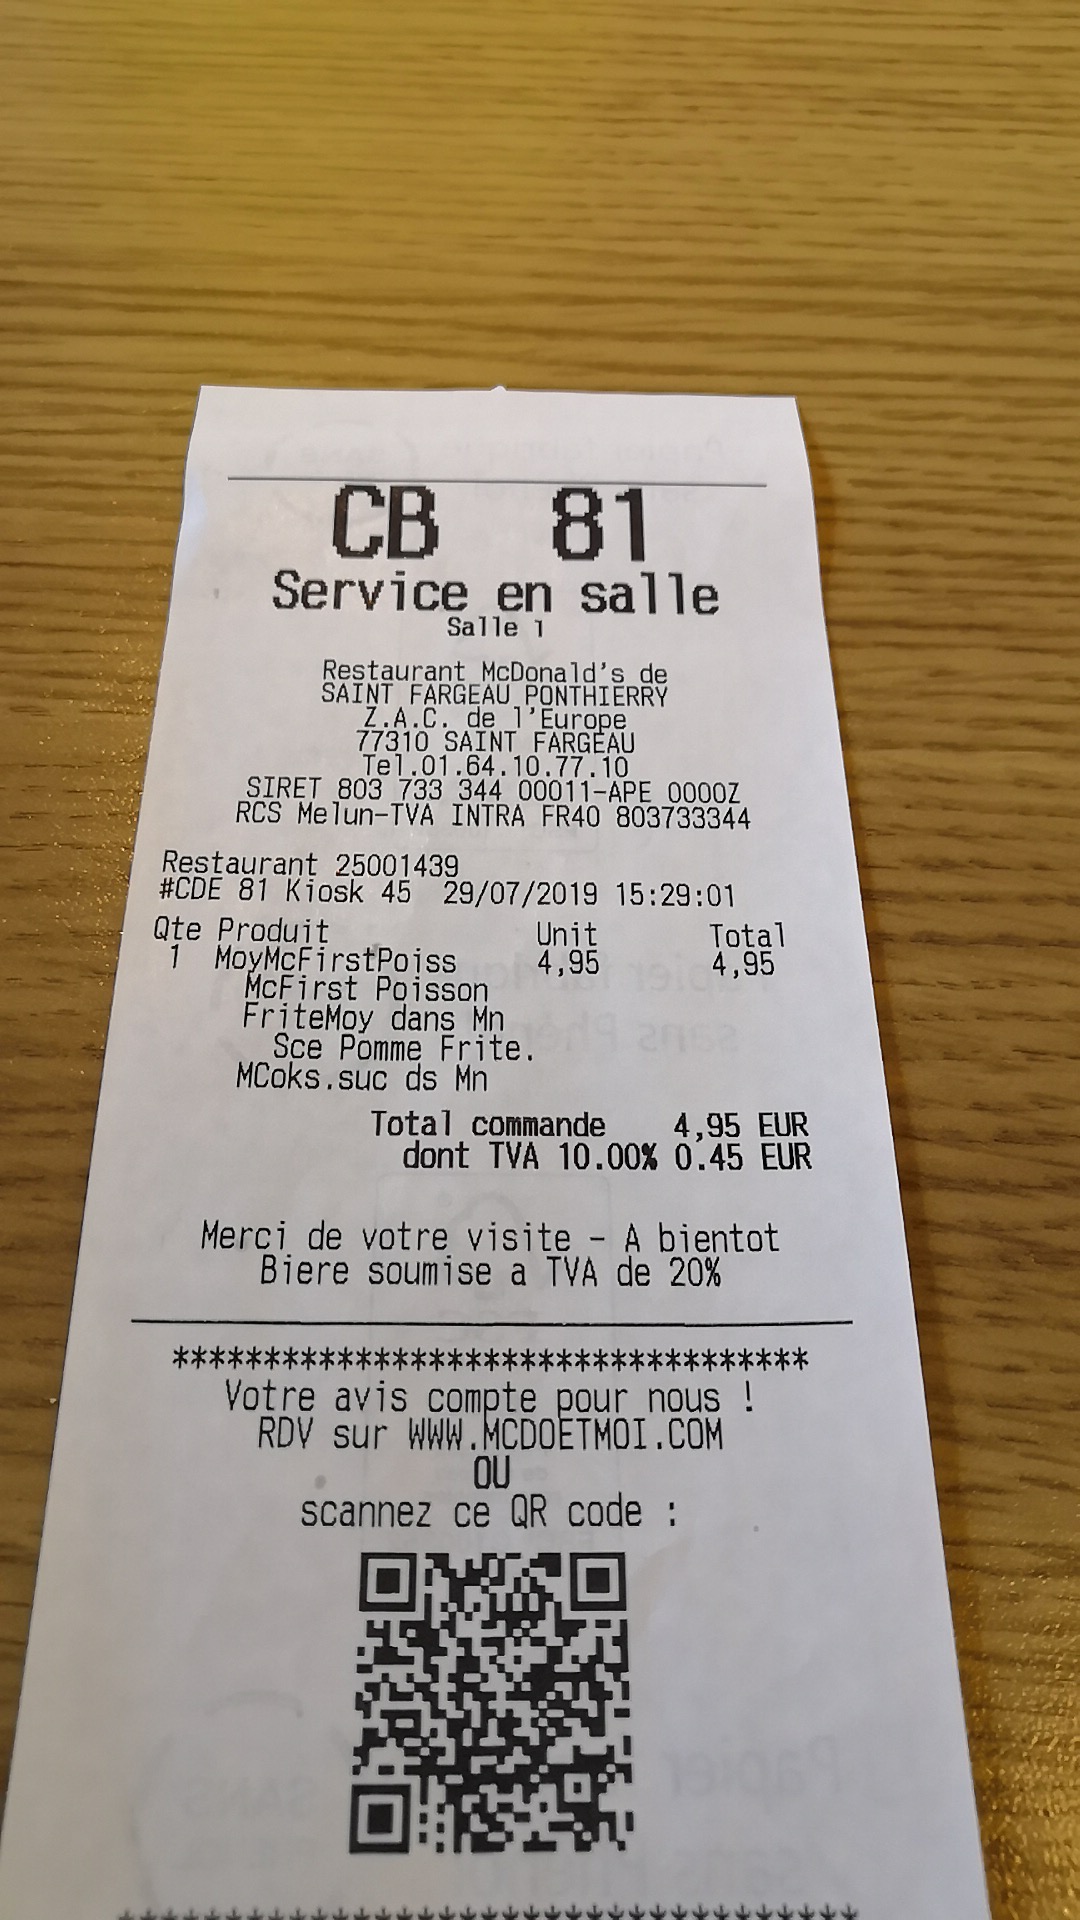 CB 81
Service en salle
Salle 1
Restaurant McDonald's de
SAINT FARGEAU PONTHIERRY
Z.A.C. de l'Europe
77310 SAINT FARGEAU
Tel.01.64.10.77.10
SIRET 803 733 344 00011-APE 0000Z
RCS Melun-TVA INTRA FR40 803733344
Restaurant 25001439
#CDE 81 Kiosk 45 29/07/2019 15:29:01
Qte Produit Unit Total
1 MoyMcFirstPoiss 4,95 4,95
McFirst Poisson
FriteMoy dans Mn
Sce Pomme Frite.
MCoks.suc ds Mn
Total commande 4,95 EUR
dont TVA 10.00% 0.45 EUR
Merci de votre visite - A bientot
Biere soumise a TVA de 20%
***********************************
Votre avis compte pour nous !
RDV sur WWW.MCDOETMOI.COM
OU
scannez ce QR code :